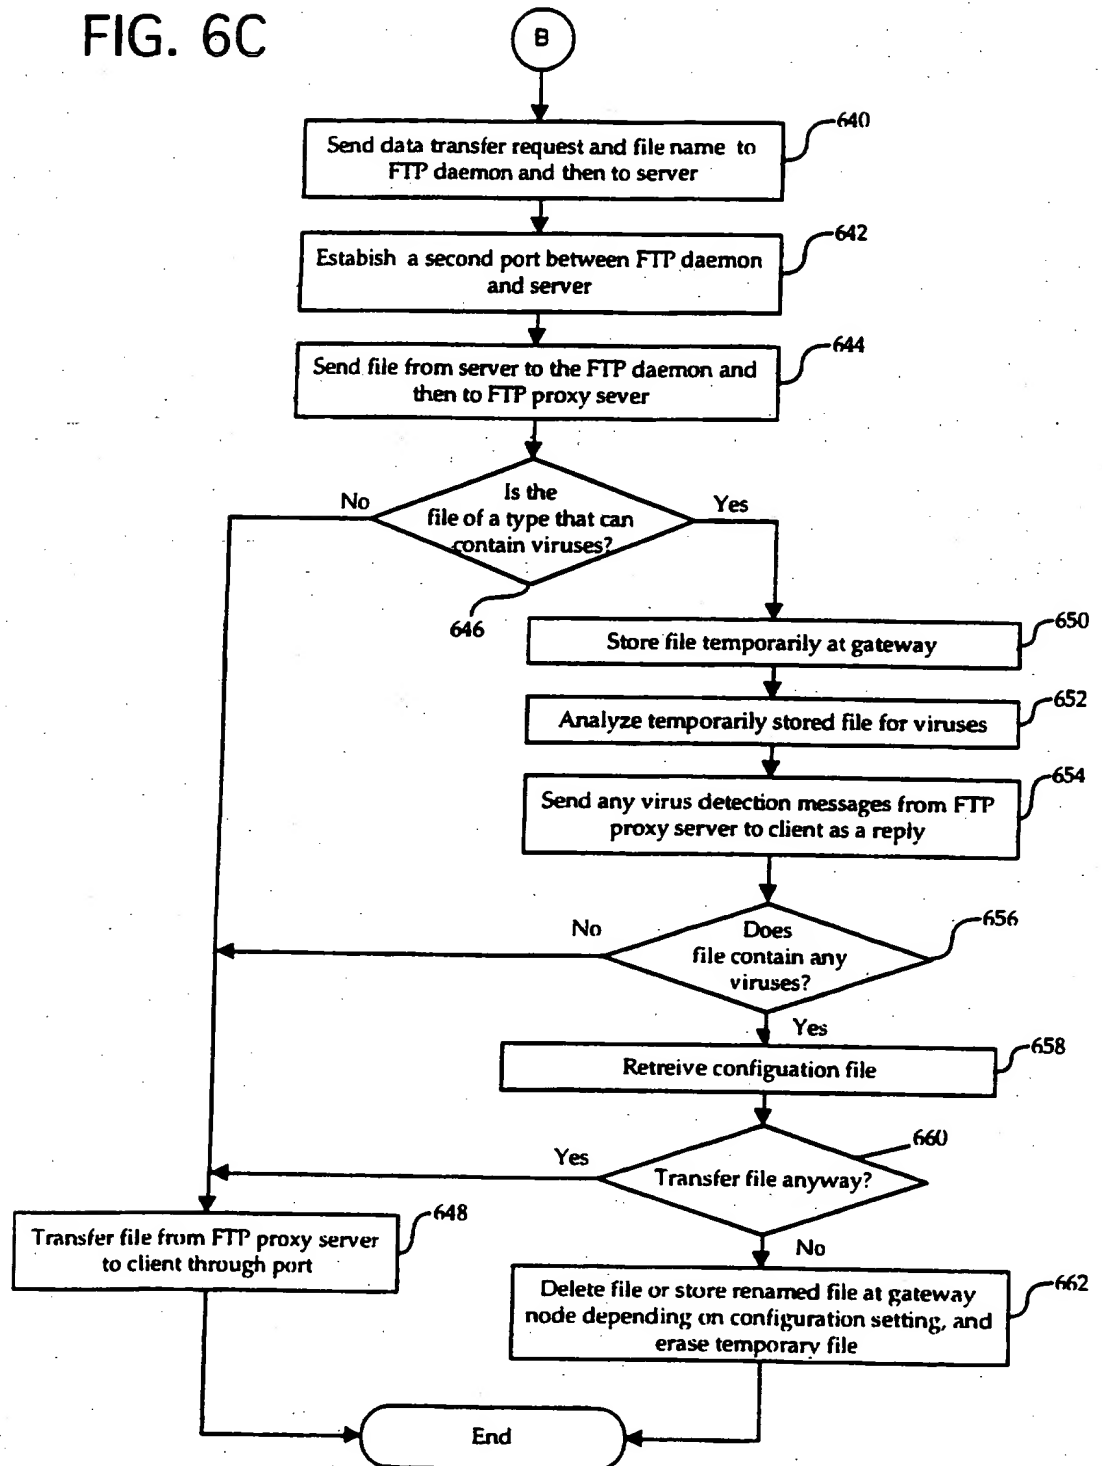 FIG. 6C
B
Send data transfer request and file name to
FTP daemon and then to server
640
Estabish a second port between FTP daemon
and server
642
Send file from server to the FTP daemon and
then to FTP proxy sever
644
Is the
file of a type that can
contain viruses?
No
Yes
646
Store file temporarily at gateway
650
Analyze temporarily stored file for viruses
652
Send any virus detection messages from FTP
proxy server to client as a reply
654
Does
file contain any
viruses?
No
656
Yes
Retreive configuation file
658
Transfer file anyway?
Yes
660
No
Transfer file from FTP proxy server
to client through port
648
Delete file or store renamed file at gateway
node depending on configuration setting, and
erase temporary file
662
End